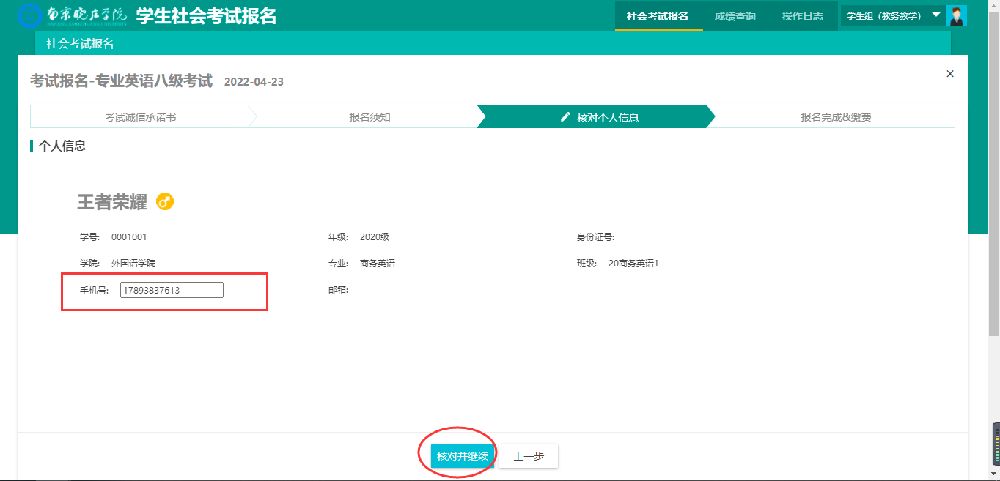 南京晓庄学院 学生社会考试报名 社会考试报名 成绩查询 操作日志 学生组（教务教学）
NANJING XIAOZHUANG UNIVERSITY
社会考试报名
考试报名-专业英语八级考试 2022-04-23 ×
考试诚信承诺书 报名须知 核对个人信息 报名完成&缴费
个人信息
王者荣耀
学号: 0001001 年级: 2020级 身份证号:
学院: 外国语学院 专业: 商务英语 班级: 20商务英语1
手机号: 17893837613 邮箱:
核对并继续 上一步